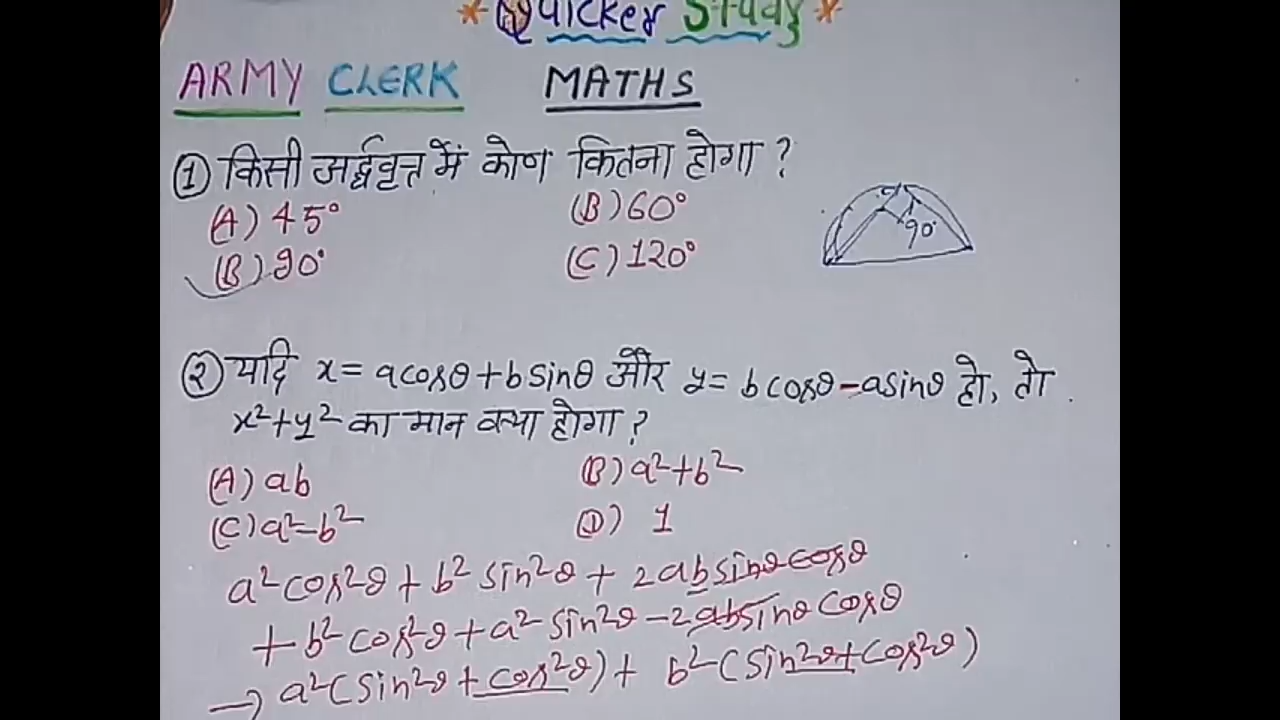 * Quicker Study *
ARMY CLERK MATHS
① किसी अर्द्धवृत्त में कोण कितना होगा ?
(A) 45° (B) 60°
(B) 90° (C) 120°
90°
② यदि x = a cosθ + b sinθ और y = b cosθ - a sinθ हो, तो
x² + y² का मान क्या होगा ?
(A) ab (B) a² + b²
(C) a² - b² (D) 1
a² cos²θ + b² sin²θ + 2ab sinθ cosθ
+ b² cos²θ + a² sin²θ - 2ab sinθ cosθ
→ a² (sin²θ + cos²θ) + b² (sin²θ + cos²θ)